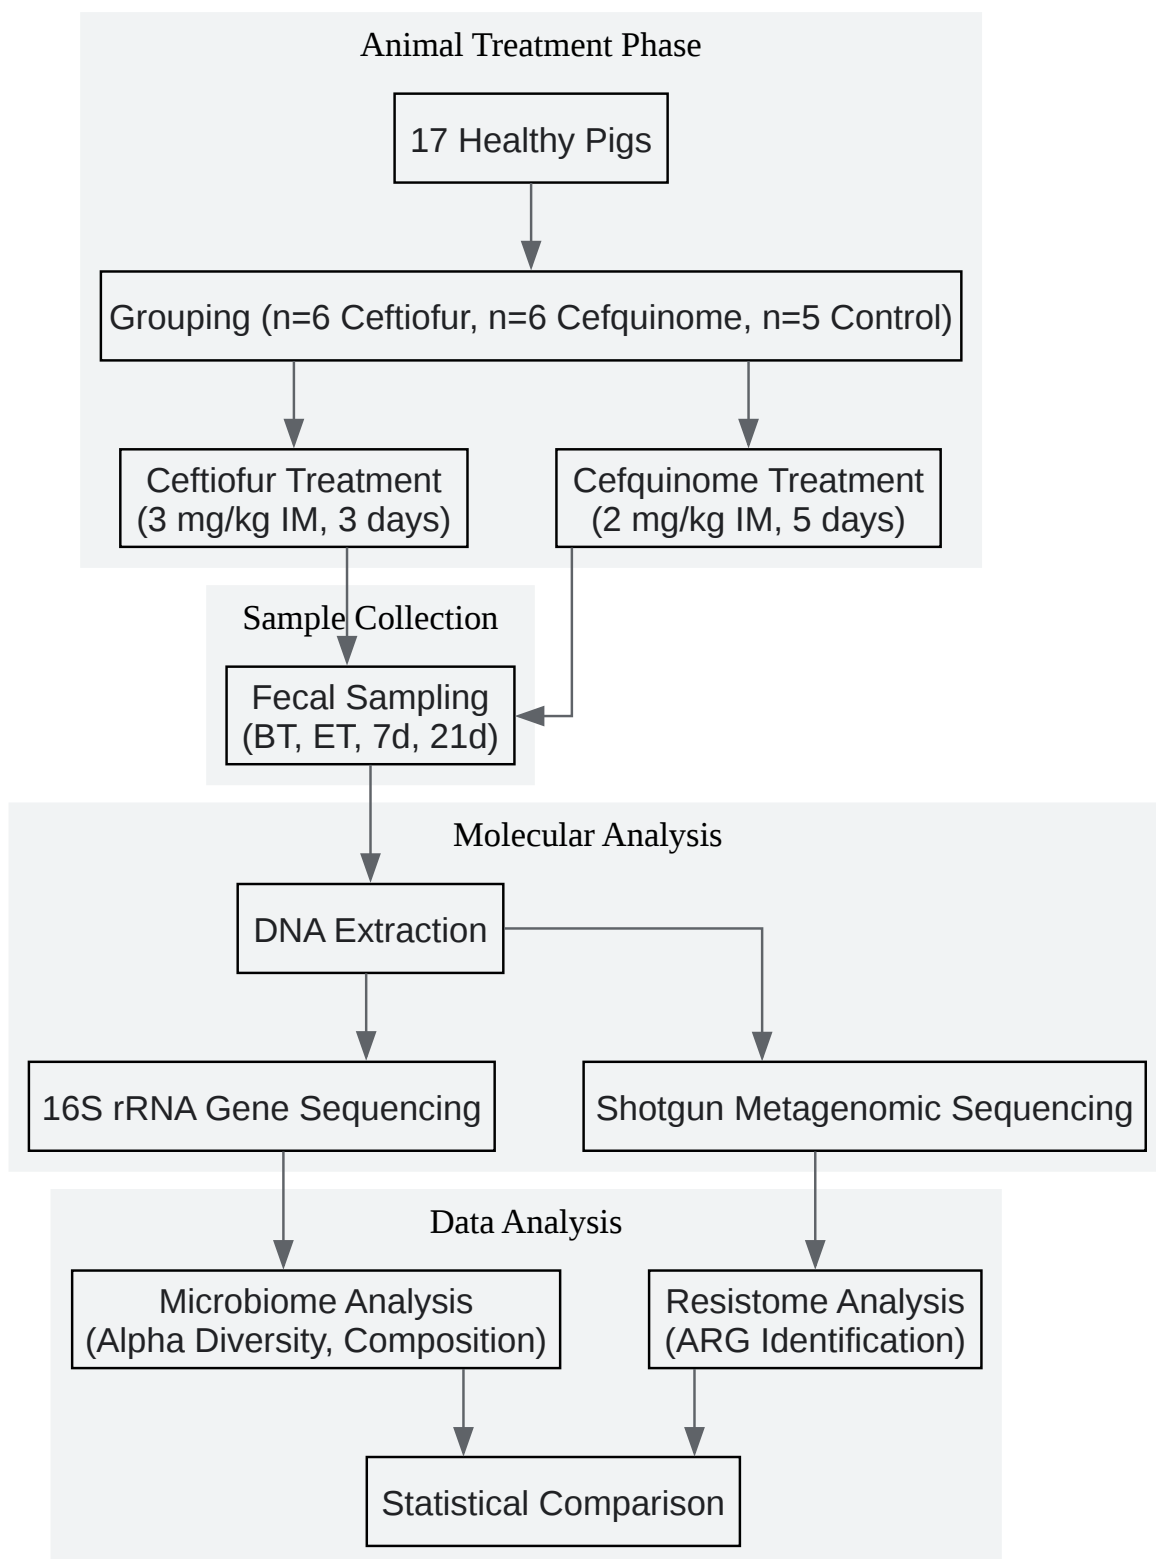 Animal Treatment Phase
17 Healthy Pigs
Grouping (n=6 Ceftiofur, n=6 Cefquinome, n=5 Control)
Ceftiofur Treatment
(3 mg/kg IM, 3 days)
Cefquinome Treatment
(2 mg/kg IM, 5 days)
Sample Collection
Fecal Sampling
(BT, ET, 7d, 21d)
Molecular Analysis
DNA Extraction
16S rRNA Gene Sequencing
Shotgun Metagenomic Sequencing
Data Analysis
Microbiome Analysis
(Alpha Diversity, Composition)
Resistome Analysis
(ARG Identification)
Statistical Comparison